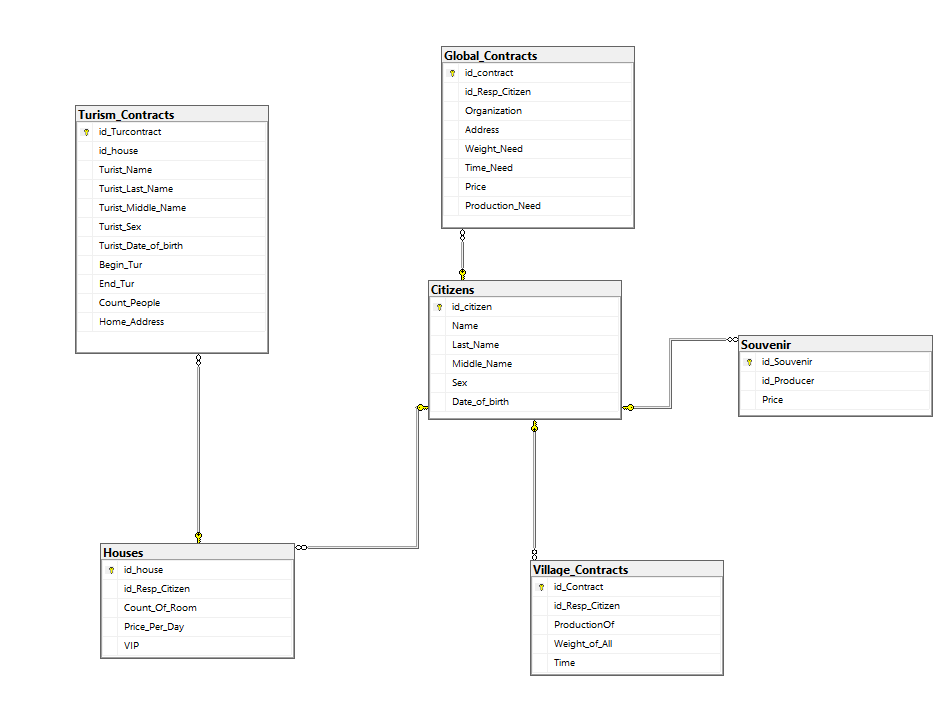 Global_Contracts
id_contract
id_Resp_Citizen
Organization
Address
Weight_Need
Time_Need
Price
Production_Need
Turism_Contracts
id_Turcontract
id_house
Turist_Name
Turist_Last_Name
Turist_Middle_Name
Turist_Sex
Turist_Date_of_birth
Begin_Tur
End_Tur
Count_People
Home_Address
Citizens
id_citizen
Name
Last_Name
Middle_Name
Sex
Date_of_birth
Souvenir
id_Souvenir
id_Producer
Price
Houses
id_house
id_Resp_Citizen
Count_Of_Room
Price_Per_Day
VIP
Village_Contracts
id_Contract
id_Resp_Citizen
ProductionOf
Weight_of_All
Time